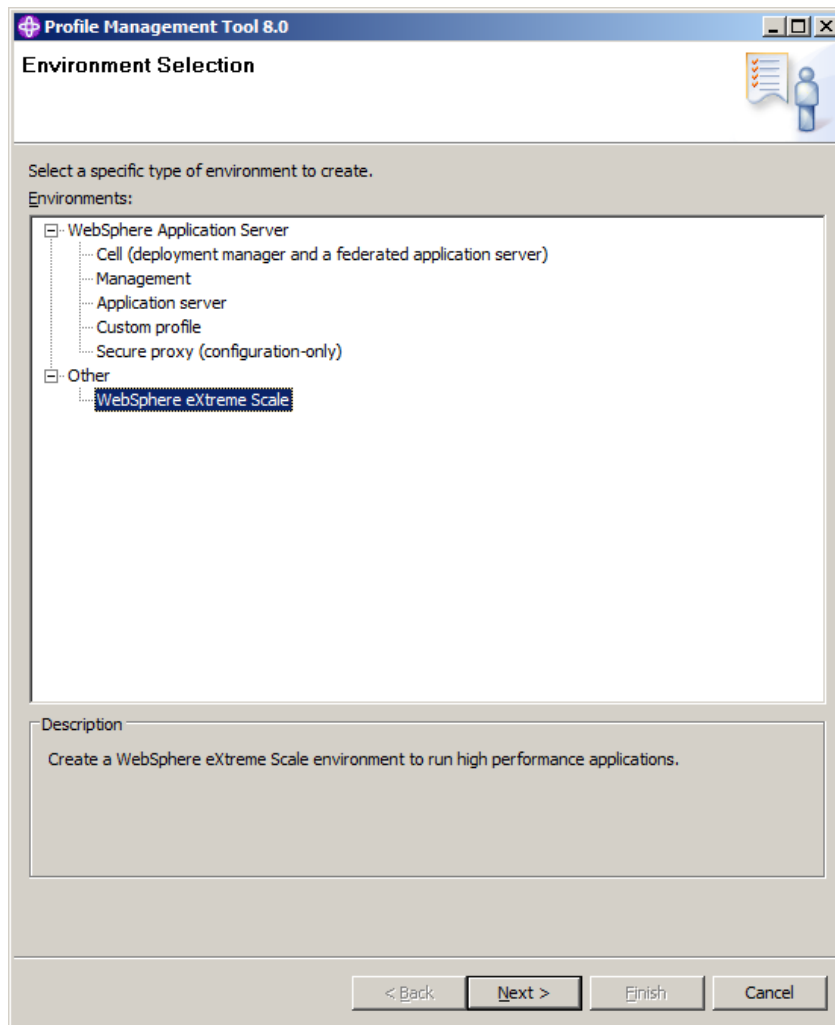 Profile Management Tool 8.0
Environment Selection
Select a specific type of environment to create.
Environments:
WebSphere Application Server
Cell (deployment manager and a federated application server)
Management
Application server
Custom profile
Secure proxy (configuration-only)
Other
WebSphere eXtreme Scale
Description
Create a WebSphere eXtreme Scale environment to run high performance applications.
< Back Next > Finish Cancel